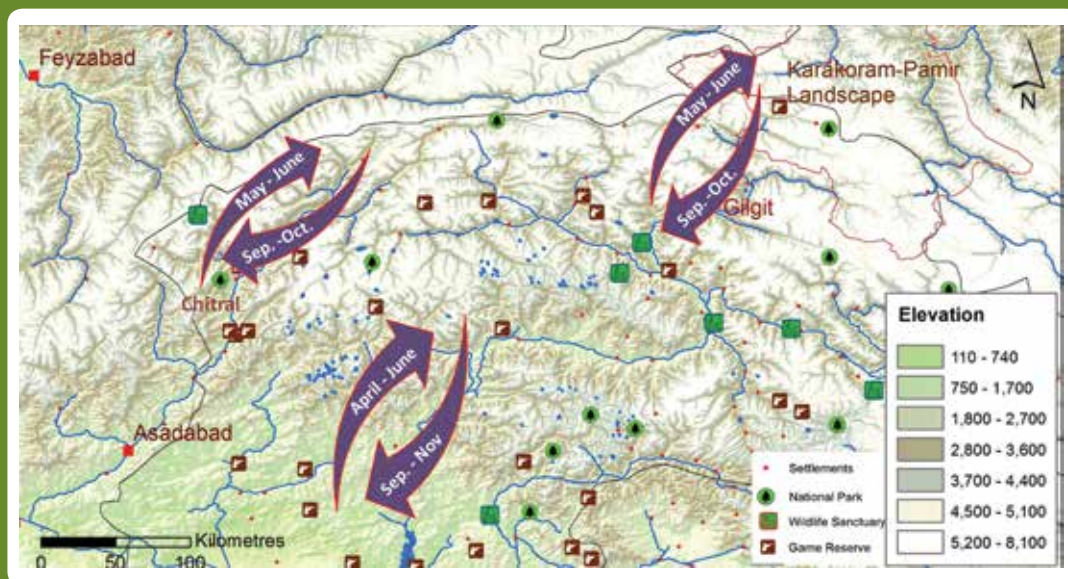 Feyzabad
Karakoram-Pamir
Landscape
N
May - June
Sep. -Oct.
May - June
Sep. -Oct.
Gilgit
Chitral
April - June
Sep. - Nov
Asadabad
Kilometres
0 50 100
Elevation
110 - 740
750 - 1,700
1,800 - 2,700
2,800 - 3,600
3,700 - 4,400
4,500 - 5,100
5,200 - 8,100
Settlements
National Park
Wildlife Sanctuary
Game Reserve